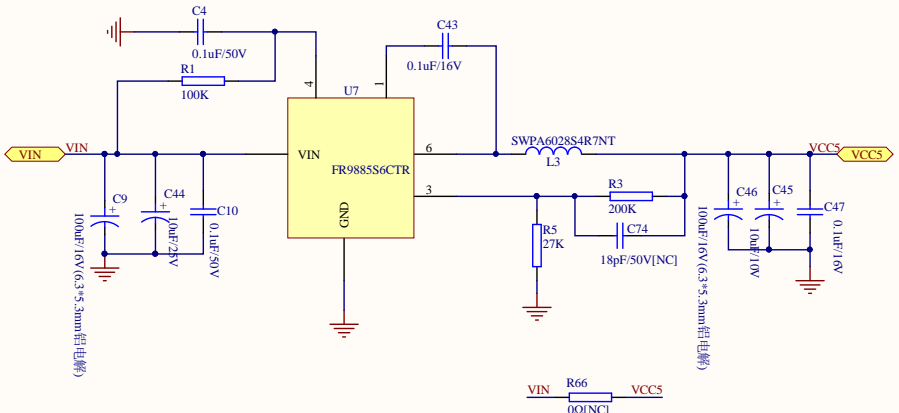 C4
0.1uF/50V
R1
100K
C43
0.1uF/16V
U7
4
1
VIN
VIN
VIN
FR9885S6CTR
GND
6
3
SWPA6028S4R7NT
L3
VCC5
VCC5
C9
100uF/16V(6.3*5.3mm铝电解)
C44
10uF/25V
C10
0.1uF/50V
R3
200K
R5
27K
C74
18pF/50V[NC]
C46
100uF/16V(6.3*5.3mm铝电解)
C45
10uF/10V
C47
0.1uF/16V
VIN
R66
VCC5
0Ω[NC]